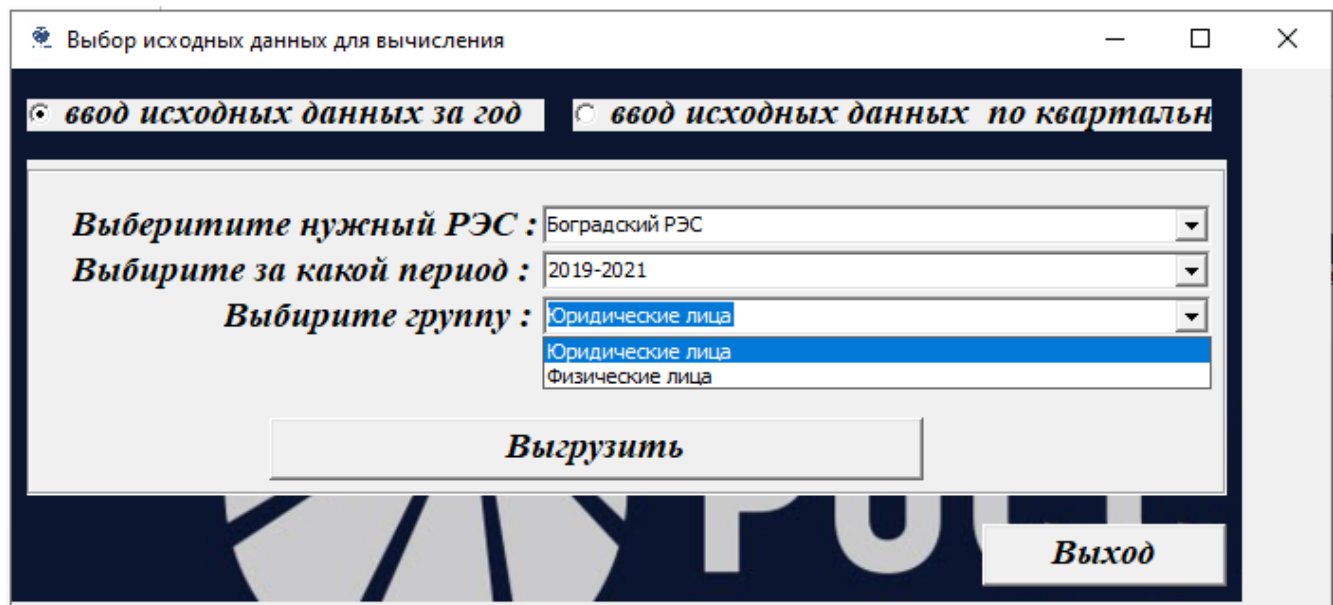 Выбор исходных данных для вычисления
ввод исходных данных за год
ввод исходных данных по квартальн
Выберитите нужный РЭС : Боградский РЭС
Выбирите за какой период : 2019-2021
Выбирите группу : Юридические лица
Юридические лица
Физические лица
Выгрузить
Выход